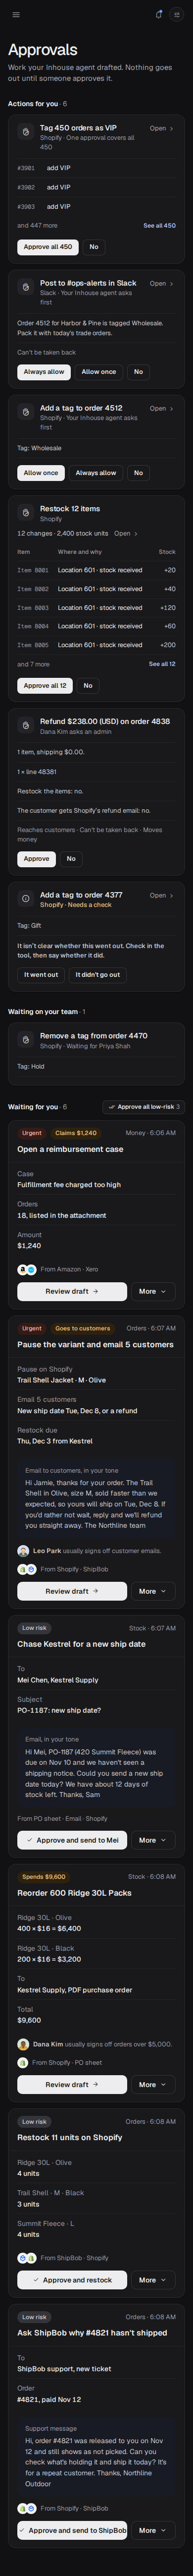 Approvals
Work your Inhouse agent drafted. Nothing goes
out until someone approves it.
Actions for you · 6
Tag 450 orders as VIP
Open
Shopify · One approval covers all
450
#3901 add VIP
#3902 add VIP
#3903 add VIP
and 447 more
See all 450
Approve all 450
No
Post to #ops-alerts in Slack
Open
Slack · Your Inhouse agent asks
first
Order 4512 for Harbor & Pine is tagged Wholesale.
Pack it with today's trade orders.
Can't be taken back
Always allow
Allow once
No
Add a tag to order 4512
Open
Shopify · Your Inhouse agent asks
first
Tag: Wholesale
Allow once
Always allow
No
Restock 12 items
Shopify
12 changes · 2,400 stock units
Open
Item Where and why Stock
Item 8001 Location 601 · stock received +20
Item 8002 Location 601 · stock received +40
Item 8003 Location 601 · stock received +120
Item 8004 Location 601 · stock received +60
Item 8005 Location 601 · stock received +200
and 7 more
See all 12
Approve all 12
No
Refund $238.00 (USD) on order 4838
Dana Kim asks an admin
1 item, shipping $0.00.
1 × line 48381
Restock the items: no.
The customer gets Shopify's refund email: no.
Reaches customers · Can't be taken back · Moves
money
Approve
No
Add a tag to order 4377
Open
Shopify · Needs a check
Tag: Gift
It isn't clear whether this went out. Check in the
tool, then say whether it did.
It went out
It didn't go out
Waiting on your team · 1
Remove a tag from order 4470
Shopify · Waiting for Priya Shah
Tag: Hold
Waiting for you · 6
Approve all low-risk 3
Urgent
Claims $1,240
Money · 6:05 AM
Open a reimbursement case
Case
Fulfillment fee charged too high
Orders
18, listed in the attachment
Amount
$1,240
From Amazon · Xero
Review draft
More
Urgent
Goes to customers
Orders · 6:07 AM
Pause the variant and email 5 customers
Pause on Shopify
Trail Shell Jacket · M · Olive
Email 5 customers
New ship date Tue, Dec 8, or a refund
Restock due
Thu, Dec 3 from Kestrel
Email to customers, in your tone
Hi Jamie, thanks for your order. The Trail
Shell in Olive, size M, sold faster than we
expected, so yours will ship on Tue, Dec 8. If
you'd rather not wait, reply and we'll refund
you straight away. The Northline team
Leo Park usually signs off customer emails.
From Shopify · ShipBob
Review draft
More
Low risk
Stock · 6:07 AM
Chase Kestrel for a new ship date
To
Mei Chen, Kestrel Supply
Subject
PO-1187: new ship date?
Email, in your tone
Hi Mei, PO-1187 (420 Summit Fleece) was
due on Nov 10 and we haven't seen a
shipping notice. Could you send a new ship
date today? We have about 12 days of
stock left. Thanks, Sam
From PO sheet · Email · Shopify
Approve and send to Mei
More
Spends $9,600
Stock · 6:08 AM
Reorder 600 Ridge 30L Packs
Ridge 30L · Olive
400 × $16 = $6,400
Ridge 30L · Black
200 × $16 = $3,200
To
Kestrel Supply, PDF purchase order
Total
$9,600
Dana Kim usually signs off orders over $5,000.
From Shopify · PO sheet
Review draft
More
Low risk
Orders · 6:08 AM
Restock 11 units on Shopify
Ridge 30L · Olive
4 units
Trail Shell · M · Black
3 units
Summit Fleece · L
4 units
From ShipBob · Shopify
Approve and restock
More
Low risk
Orders · 6:08 AM
Ask ShipBob why #4821 hasn't shipped
To
ShipBob support, new ticket
Order
#4821, paid Nov 12
Support message
Hi, order #4821 was released to you on Nov
12 and still shows as not picked. Can you
check what's holding it and ship it today? It's
for a repeat customer. Thanks, Northline
Outdoor
From Shopify · ShipBob
Approve and send to ShipBob
More